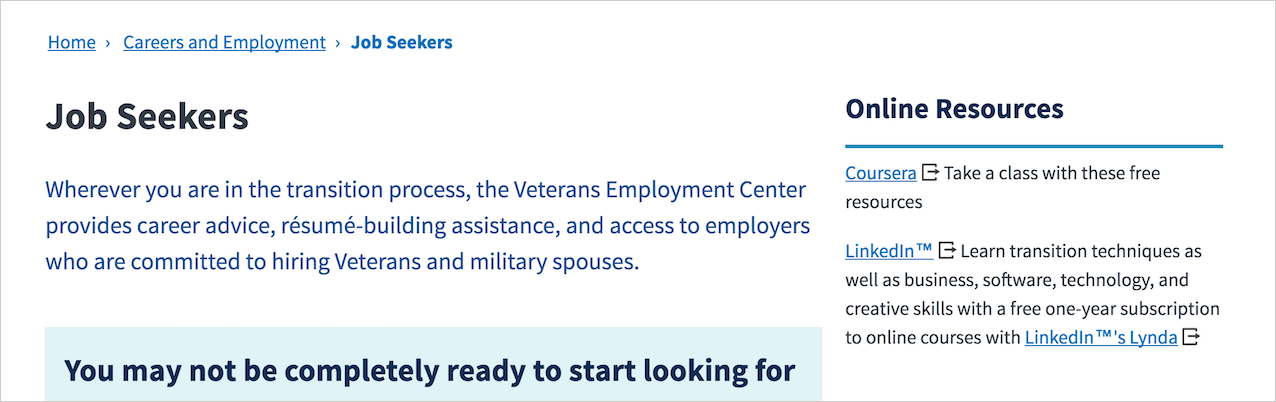 Home › Careers and Employment › Job Seekers
Job Seekers
Wherever you are in the transition process, the Veterans Employment Center
provides career advice, résumé-building assistance, and access to employers
who are committed to hiring Veterans and military spouses.
You may not be completely ready to start looking for
Online Resources
Coursera Take a class with these free
resources
LinkedIn™ Learn transition techniques as
well as business, software, technology, and
creative skills with a free one-year subscription
to online courses with LinkedIn™'s Lynda